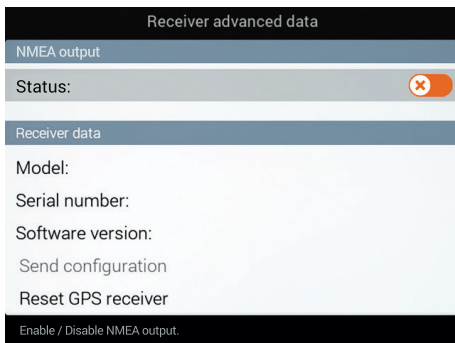 Receiver advanced data
NMEA output
Status:
Receiver data
Model:
Serial number:
Software version:
Send configuration
Reset GPS receiver
Enable / Disable NMEA output.